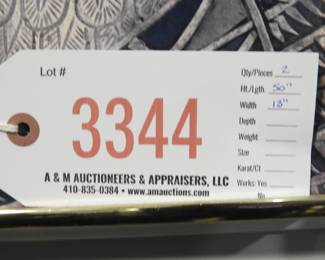 Lot #
3344
A & M AUCTIONEERS & APPRAISERS, LLC
410-835-0384 • www.amauctions.com
Qty/Pieces 2
Ht/Lgth 50"
Width 18"
Depth
Weight
Size
Karat/Ct
Works: Yes
No